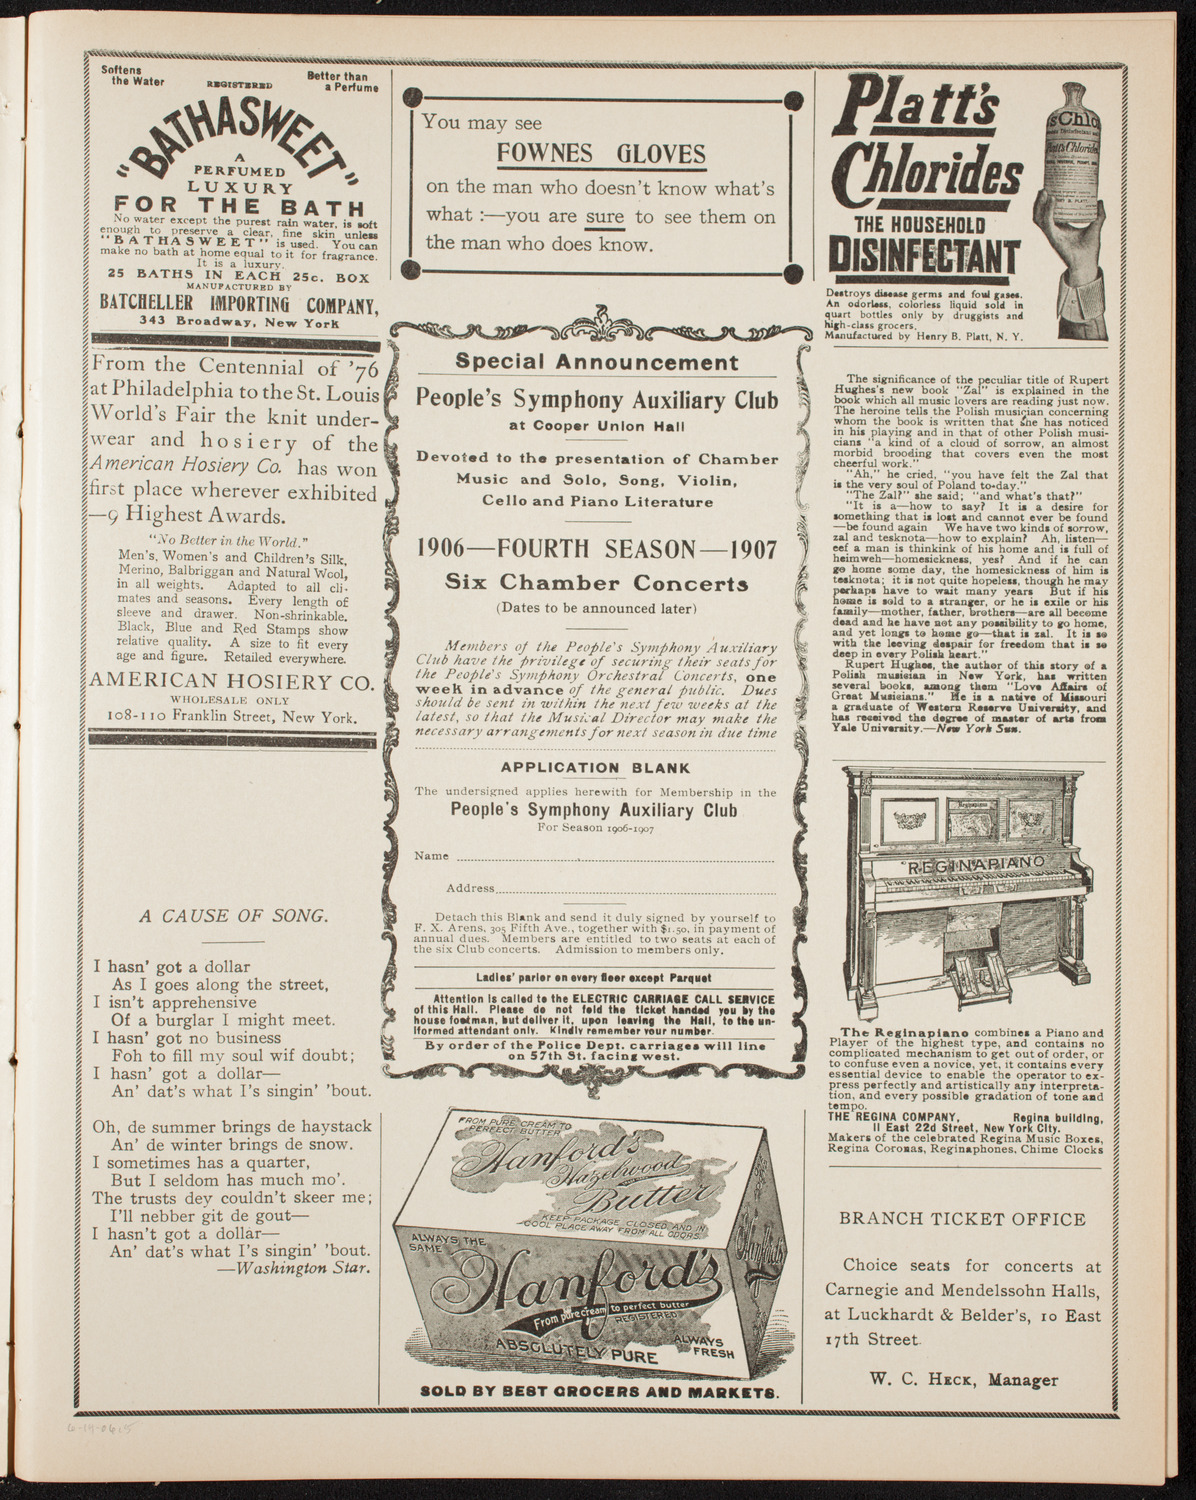 Softens
the Water
REGISTERED
Better than
a Perfume
"BATHASWEET"
A
PERFUMED
LUXURY
FOR THE BATH
No water except the purest rain water, is soft
enough to preserve a clear, fine skin unless
"BATHASWEET" is used. You can
make no bath at home equal to it for fragrance.
It is a luxury.
25 BATHS IN EACH 25c. BOX
MANUFACTURED BY
BATCHELLER IMPORTING COMPANY,
343 Broadway, New York
From the Centennial of '76
at Philadelphia to the St. Louis
World's Fair the knit under-
wear and hosiery of the
American Hosiery Co. has won
first place wherever exhibited
—9 Highest Awards.
"No Better in the World."
Men's, Women's and Children's Silk,
Merino, Balbriggan and Natural Wool,
in all weights. Adapted to all cli-
mates and seasons. Every length of
sleeve and drawer. Non-shrinkable.
Black, Blue and Red Stamps show
relative quality. A size to fit every
age and figure. Retailed everywhere.
AMERICAN HOSIERY CO.
WHOLESALE ONLY
108-110 Franklin Street, New York.
A CAUSE OF SONG.
I hasn' got a dollar
As I goes along the street,
I isn't apprehensive
Of a burglar I might meet.
I hasn' got no business
Foh to fill my soul wif doubt;
I hasn' got a dollar—
An' dat's what I's singin' 'bout.
Oh, de summer brings de haystack
An' de winter brings de snow.
I sometimes has a quarter,
But I seldom has much mo'.
The trusts dey couldn't skeer me;
I'll nebber git de gout—
I hasn't got a dollar—
An' dat's what I's singin' 'bout.
—Washington Star.
You may see
FOWNES GLOVES
on the man who doesn't know what's
what :—you are sure to see them on
the man who does know.
Special Announcement
People's Symphony Auxiliary Club
at Cooper Union Hall
Devoted to the presentation of Chamber
Music and Solo, Song, Violin,
Cello and Piano Literature
1906—FOURTH SEASON—1907
Six Chamber Concerts
(Dates to be announced later)
Members of the People's Symphony Auxiliary
Club have the privilege of securing their seats for
the People's Symphony Orchestral Concerts, one
week in advance of the general public. Dues
should be sent in within the next few weeks at the
latest, so that the Musical Director may make the
necessary arrangements for next season in due time
APPLICATION BLANK
The undersigned applies herewith for Membership in the
People's Symphony Auxiliary Club
For Season 1906-1907
Name
Address
Detach this Blank and send it duly signed by yourself to
F. X. Arens, 305 Fifth Ave., together with $1.50, in payment of
annual dues. Members are entitled to two seats at each of
the six Club concerts. Admission to members only.
Ladies' parlor on every floor except Parquet
Attention is called to the ELECTRIC CARRIAGE CALL SERVICE
of this Hall. Please do not fold the ticket handed you by the
house footman, but deliver it, upon leaving the Hall, to the un-
iformed attendant only. Kindly remember your number.
By order of the Police Dept. carriages will line
on 57th St. facing west.
FROM PURE CREAM TO
PERFECT BUTTER
Hanford's
Hazelwood
Butter
KEEP PACKAGE CLOSED AND IN
COOL PLACE AWAY FROM ALL ODORS.
ALWAYS THE
SAME
Hanford's
From pure cream to perfect butter
REGISTERED
ABSOLUTELY PURE
ALWAYS
FRESH
Hanford's
SOLD BY BEST GROCERS AND MARKETS.
Platt's
Chlorides
THE HOUSEHOLD
DISINFECTANT
Destroys disease germs and foul gases.
An odorless, colorless liquid sold in
quart bottles only by druggists and
high-class grocers.
Manufactured by Henry B. Platt, N. Y.
The significance of the peculiar title of Rupert
Hughes's new book "Zal" is explained in the
book which all music lovers are reading just now.
The heroine tells the Polish musician concerning
whom the book is written that she has noticed
in his playing and in that of other Polish musi-
cians "a kind of a cloud of sorrow, an almost
morbid brooding that covers even the most
cheerful work."
"Ah," he cried, "you have felt the Zal that
is the very soul of Poland to-day."
"The Zal?" she said; "and what's that?"
"It is a—how to say? It is a desire for
something that is lost and cannot ever be found
—be found again We have two kinds of sorrow,
zal and tesknota—how to explain? Ah, listen—
eef a man is thinkink of his home and is full of
heimweh—homesickness, yes? And if he can
go home some day, the homesickness of him is
tesknota; it is not quite hopeless, though he may
perhaps have to wait many years But if his
home is sold to a stranger, or he is exile or his
family—mother, father, brothers—are all become
dead and he have not any possibility to go home,
and yet longs to home go—that is zal. It is so
with the leeving despair for freedom that is so
deep in every Polish heart."
Rupert Hughes, the author of this story of a
Polish musician in New York, has written
several books, among them "Love Affairs of
Great Musicians." He is a native of Missouri
a graduate of Western Reserve University, and
has received the degree of master of arts from
Yale University.—New York Sun.
Reginapiano
REGINAPIANO
The Reginapiano combines a Piano and
Player of the highest type, and contains no
complicated mechanism to get out of order, or
to confuse even a novice, yet, it contains every
essential device to enable the operator to ex-
press perfectly and artistically any interpreta-
tion, and every possible gradation of tone and
tempo.
THE REGINA COMPANY, Regina building,
11 East 22d Street, New York City.
Makers of the celebrated Regina Music Boxes,
Regina Coronas, Reginaphones, Chime Clocks
BRANCH TICKET OFFICE
Choice seats for concerts at
Carnegie and Mendelssohn Halls,
at Luckhardt & Belder's, 10 East
17th Street.
W. C. HECK, Manager
6-14-06:5